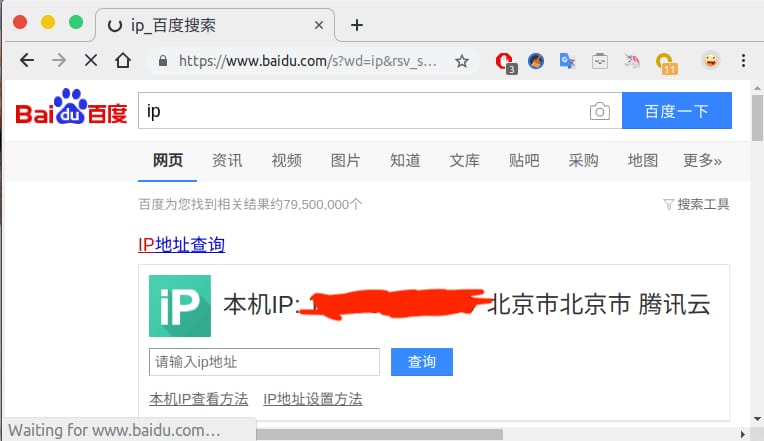 ip_百度搜索
https://www.baidu.com/s?wd=ip&rsv_s...
3
11
Bai du 百度
ip
百度一下
网页 资讯 视频 图片 知道 文库 贴吧 采购 地图 更多»
百度为您找到相关结果约79,500,000个
搜索工具
IP地址查询
iP
本机IP: 北京市北京市 腾讯云
请输入ip地址
查询
本机IP查看方法 IP地址设置方法
Waiting for www.baidu.com…